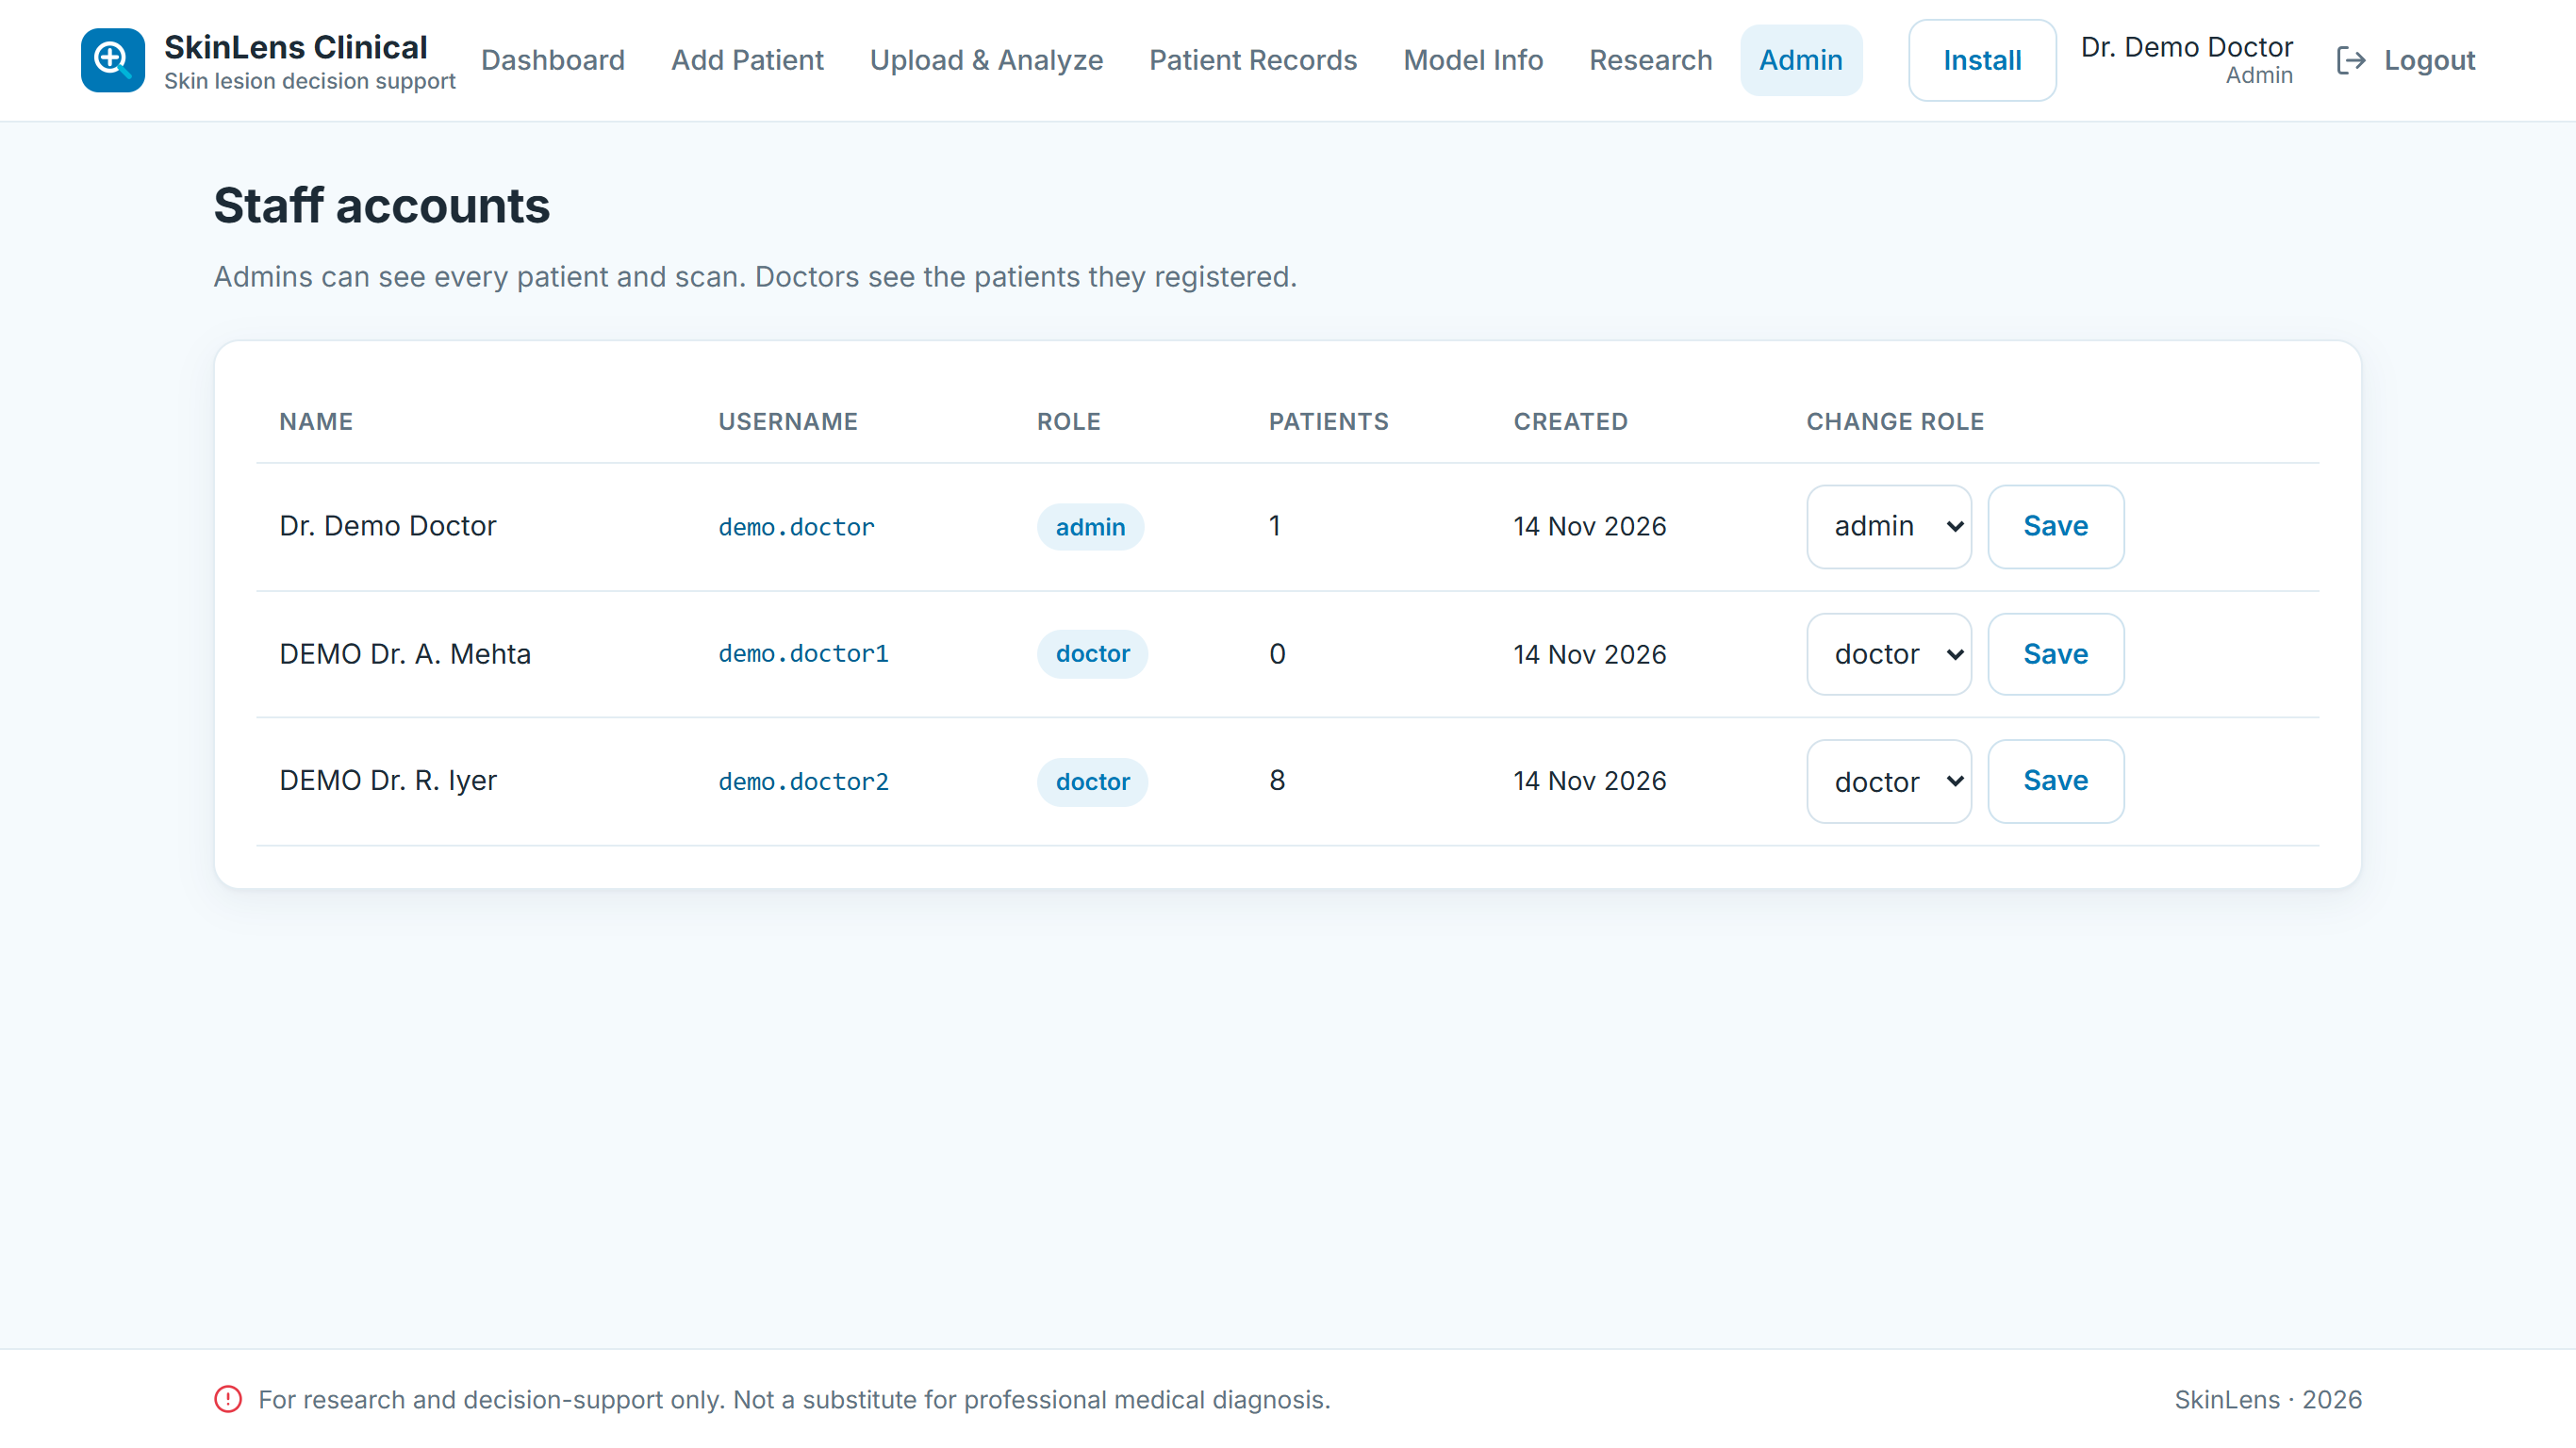 SkinLens Clinical
Skin lesion decision support
Dashboard Add Patient Upload & Analyze Patient Records Model Info Research Admin Install Dr. Demo Doctor
Admin
Logout
Staff accounts
Admins can see every patient and scan. Doctors see the patients they registered.
NAME USERNAME ROLE PATIENTS CREATED CHANGE ROLE
Dr. Demo Doctor demo.doctor admin 1 14 Nov 2026 admin Save
DEMO Dr. A. Mehta demo.doctor1 doctor 0 14 Nov 2026 doctor Save
DEMO Dr. R. Iyer demo.doctor2 doctor 8 14 Nov 2026 doctor Save
For research and decision-support only. Not a substitute for professional medical diagnosis. SkinLens · 2026